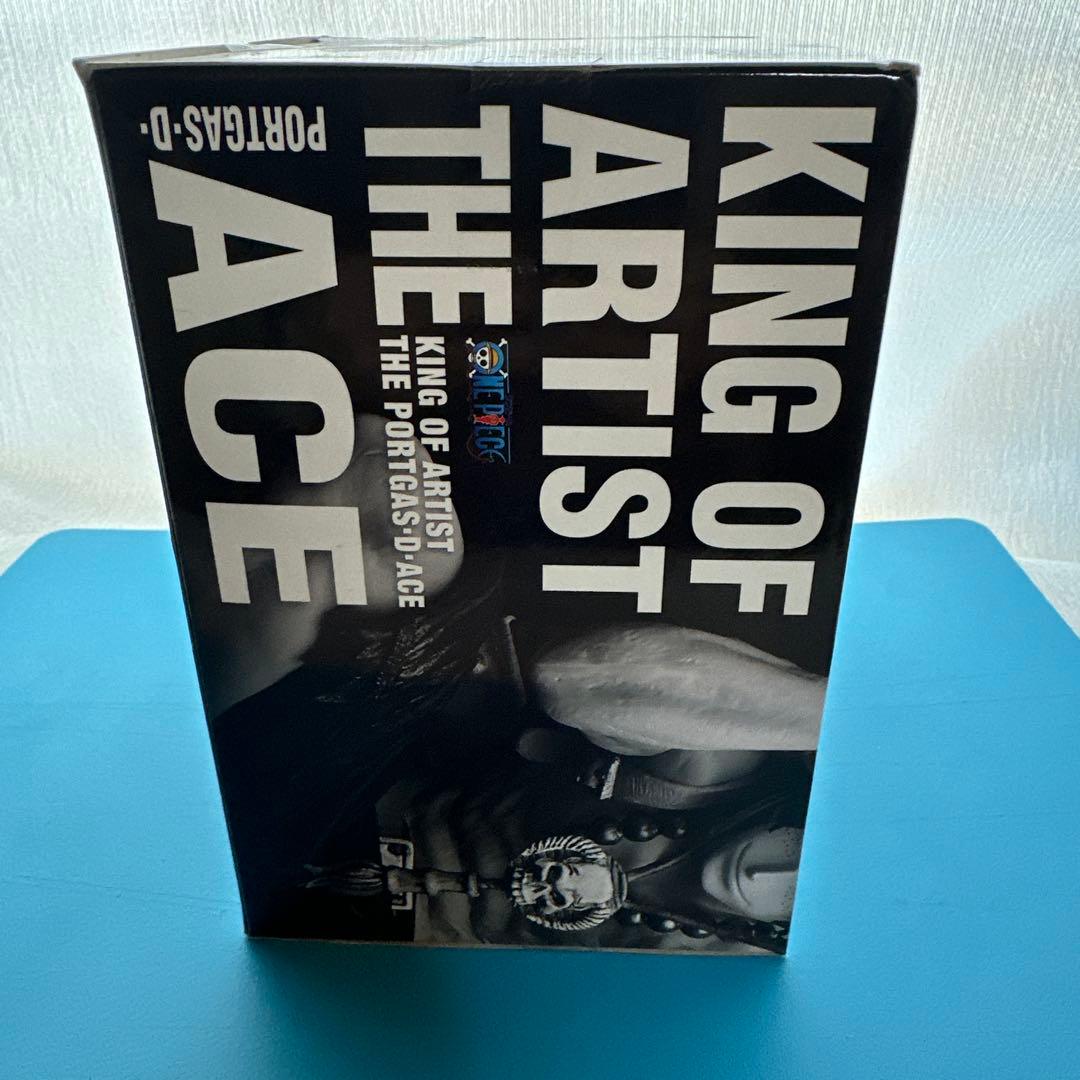 KING OF
ARTIST
THE
PORTGAS·D·
ACE
ONE PIECE
KING OF ARTIST
THE PORTGAS·D·ACE